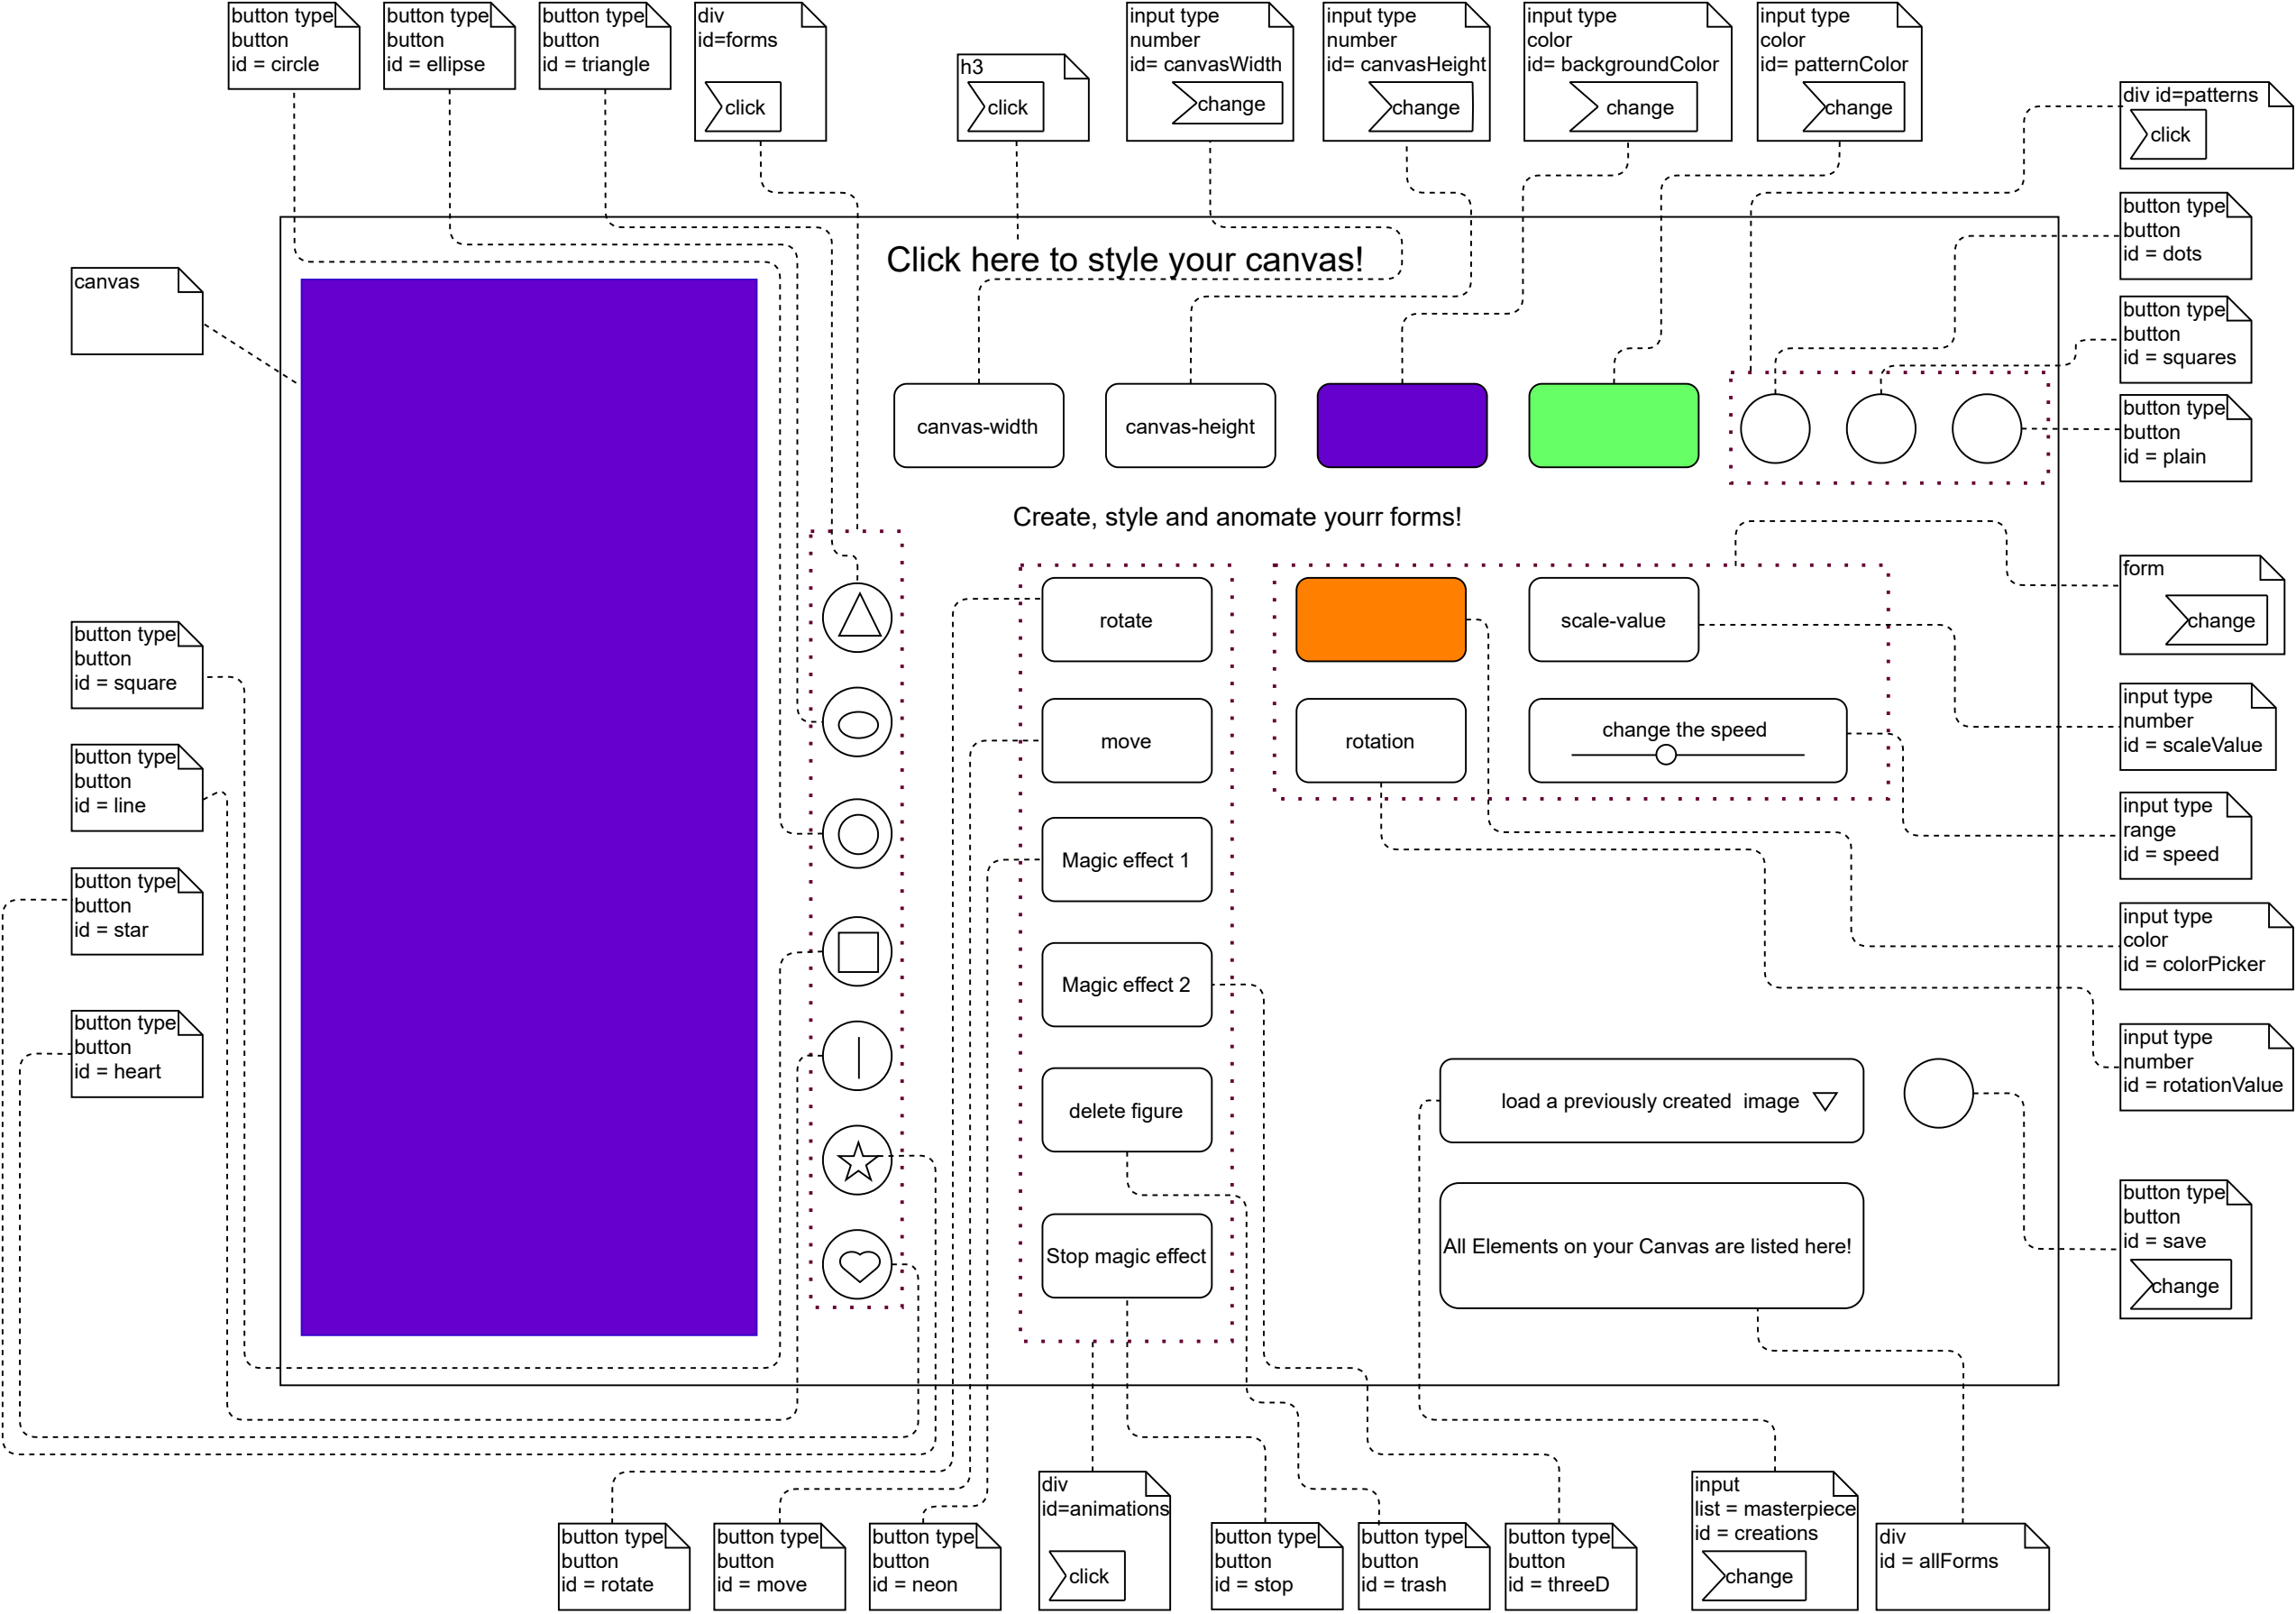 button type
button
id = circle
button type
button
id = ellipse
button type
button
id = triangle
div
id=forms
click
h3
click
input type
number
id= canvasWidth
change
input type
number
id= canvasHeight
change
input type
color
id= backgroundColor
change
input type
color
id= patternColor
change
div id=patterns
click
button type
button
id = dots
button type
button
id = squares
button type
button
id = plain
canvas
Click here to style your canvas!
canvas-width
canvas-height
Create, style and anomate yourr forms!
form
change
button type
button
id = square
button type
button
id = line
button type
button
id = star
button type
button
id = heart
rotate
move
Magic effect 1
Magic effect 2
delete figure
Stop magic effect
scale-value
rotation
change the speed
input type
number
id = scaleValue
input type
range
id = speed
input type
color
id = colorPicker
input type
number
id = rotationValue
load a previously created  image
All Elements on your Canvas are listed here!
button type
button
id = save
change
button type
button
id = rotate
button type
button
id = move
button type
button
id = neon
div
id=animations
click
button type
button
id = stop
button type
button
id = trash
button type
button
id = threeD
input
list = masterpiece
id = creations
change
div
id = allForms